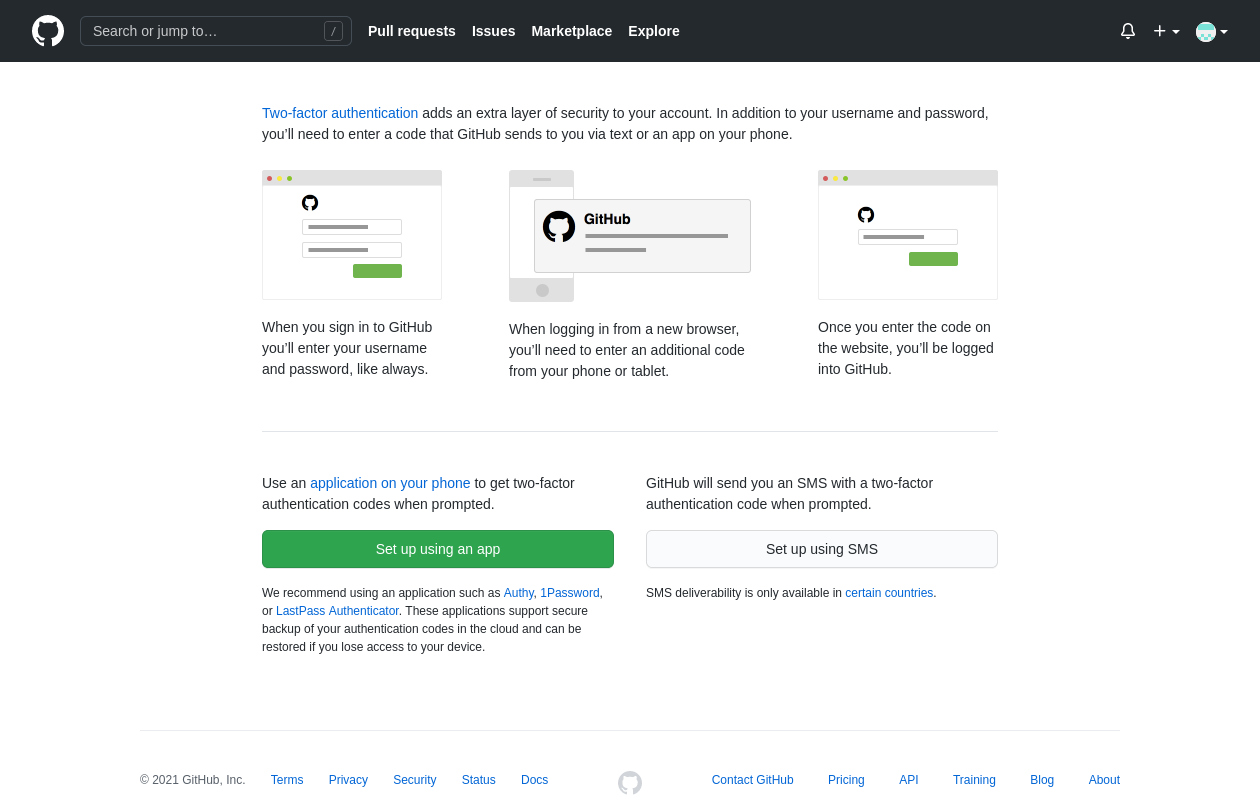 Search or jump to…
/
Pull requests
Issues
Marketplace
Explore
Two-factor authentication adds an extra layer of security to your account. In addition to your username and password,
you’ll need to enter a code that GitHub sends to you via text or an app on your phone.
GitHub
When you sign in to GitHub
you’ll enter your username
and password, like always.
When logging in from a new browser,
you’ll need to enter an additional code
from your phone or tablet.
Once you enter the code on
the website, you’ll be logged
into GitHub.
Use an application on your phone to get two-factor
authentication codes when prompted.
Set up using an app
We recommend using an application such as Authy, 1Password,
or LastPass Authenticator. These applications support secure
backup of your authentication codes in the cloud and can be
restored if you lose access to your device.
GitHub will send you an SMS with a two-factor
authentication code when prompted.
Set up using SMS
SMS deliverability is only available in certain countries.
© 2021 GitHub, Inc.
Terms
Privacy
Security
Status
Docs
Contact GitHub
Pricing
API
Training
Blog
About